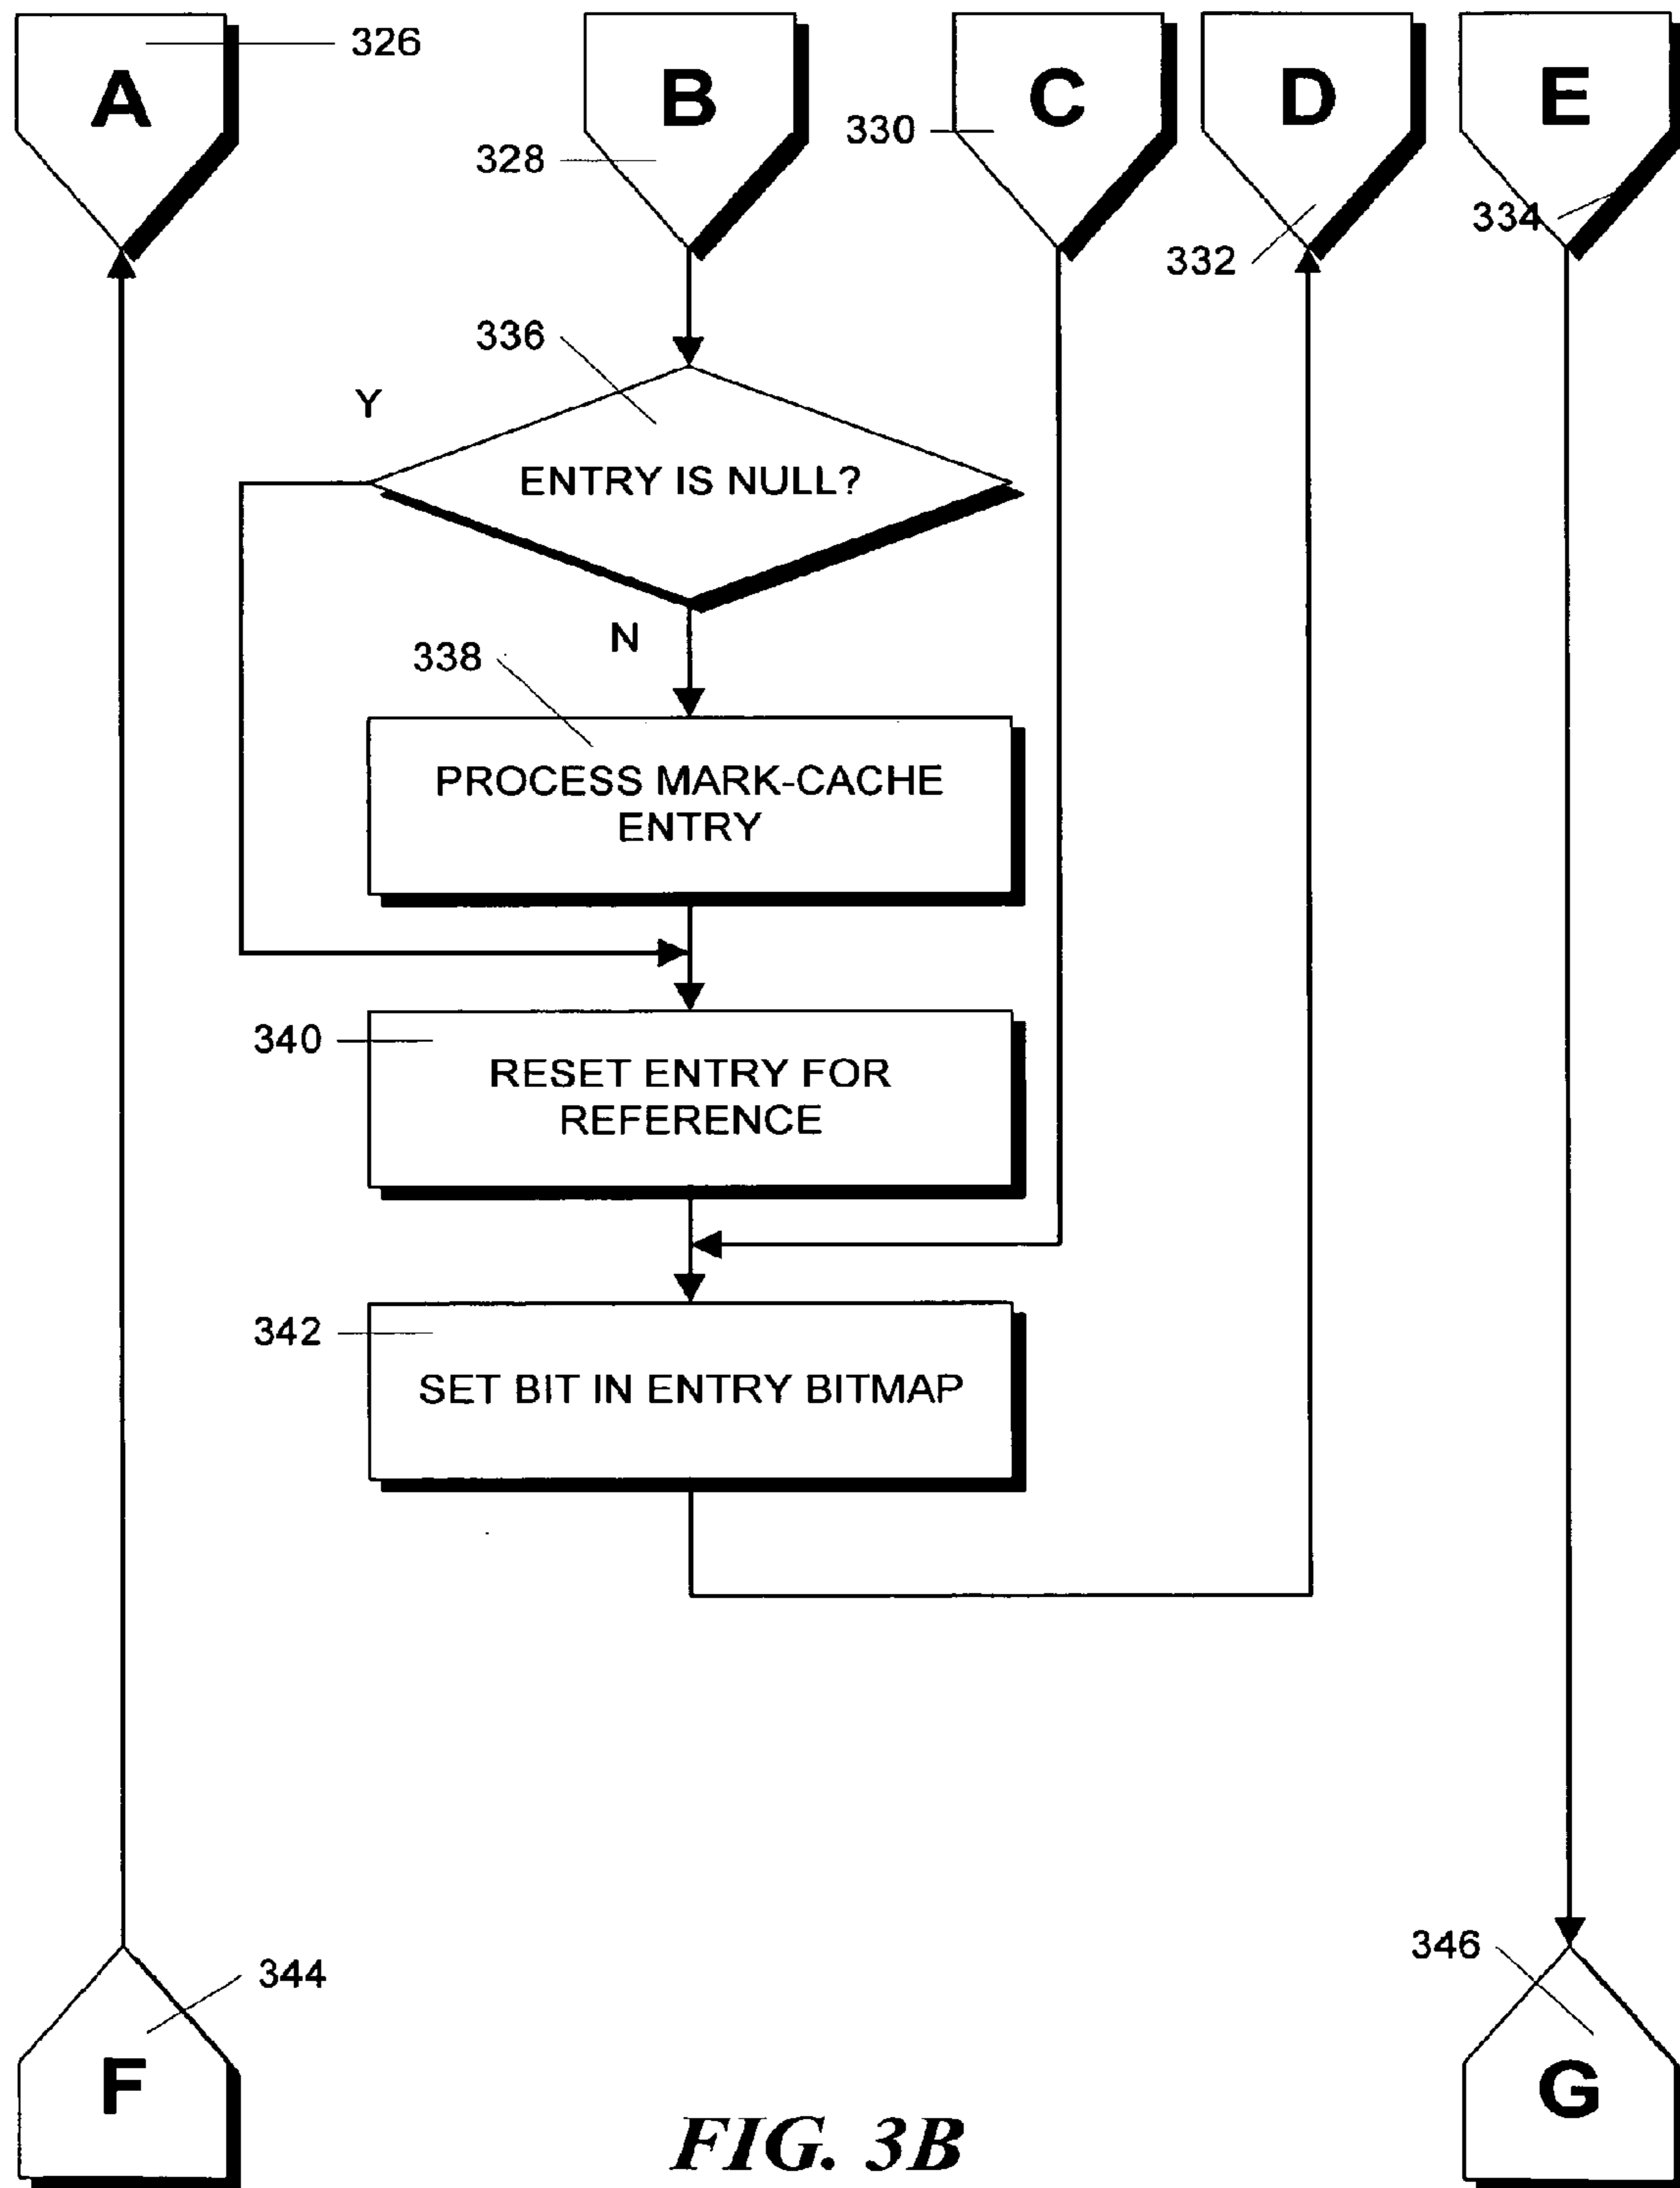 326
A
B
C
D
E
328
330
332
334
336
Y
ENTRY IS NULL?
N
338
PROCESS MARK-CACHE
ENTRY
340
RESET ENTRY FOR
REFERENCE
342
SET BIT IN ENTRY BITMAP
344
346
F
G
FIG. 3B